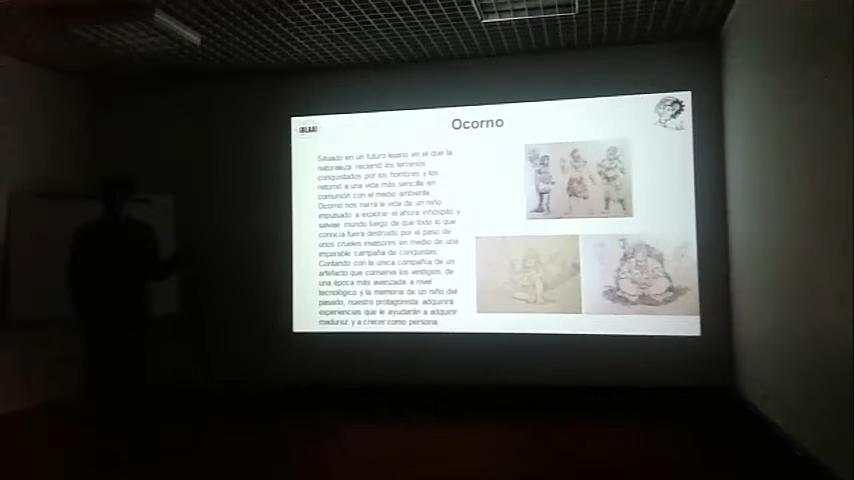 Ocorno
Situado en un futuro lejano en el que la
naturaleza reclamó los terrenos
conquistados por los hombres y los
retornó a una vida más sencilla en
comunión con el medio ambiente.
Ocorno nos narra la vida de un niño
impulsado a explorar el ahora inhóspito y
salvaje mundo luego de que todo lo que
conocía fuera destruido por el paso de
unos crueles invasores en medio de una
imparable campaña de conquistas.
Contando con la única compañía de un
artefacto que conserva los vestigios de
una época más avanzada a nivel
tecnológico y la memoria de un niño del
pasado, nuestro protagonista adquirirá
experiencias que le ayudarán a adquirir
madurez y a crecer como persona.